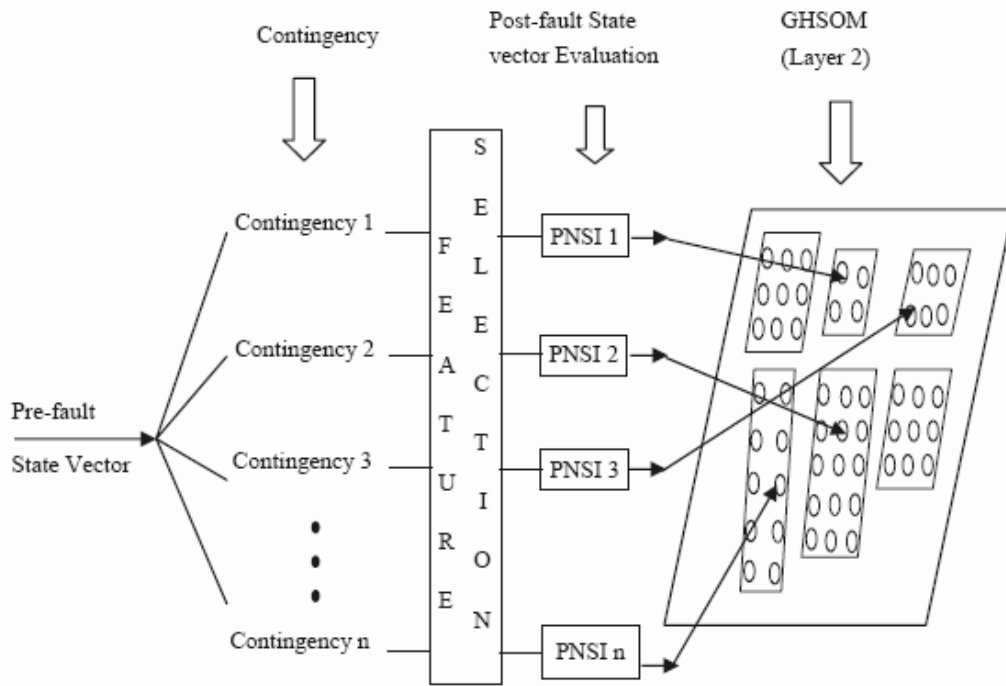 Contingency
Post-fault State
vector Evaluation
GHSOM
(Layer 2)
Pre-fault
State Vector
Contingency 1
Contingency 2
Contingency 3
Contingency n
FEATURE
SELECTION
PNSI 1
PNSI 2
PNSI 3
PNSI n